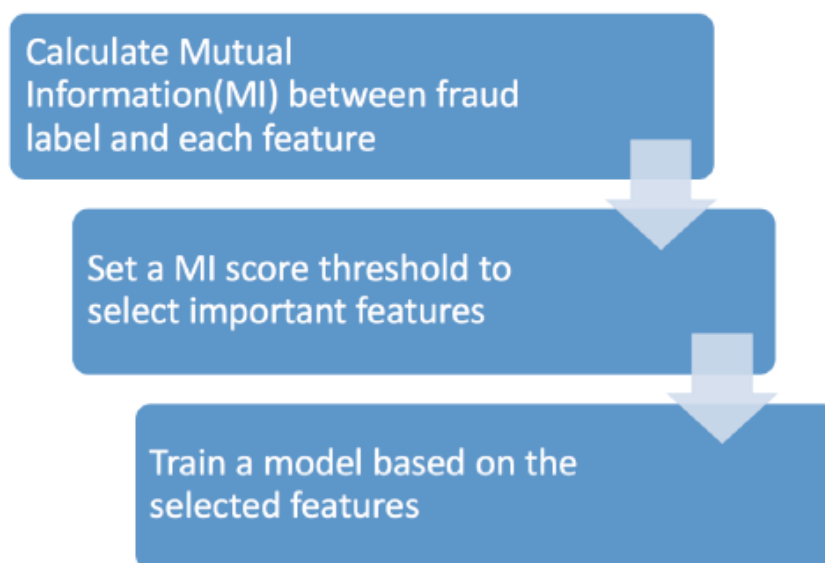 Calculate Mutual
Information(MI) between fraud
label and each feature
Set a MI score threshold to
select important features
Train a model based on the
selected features